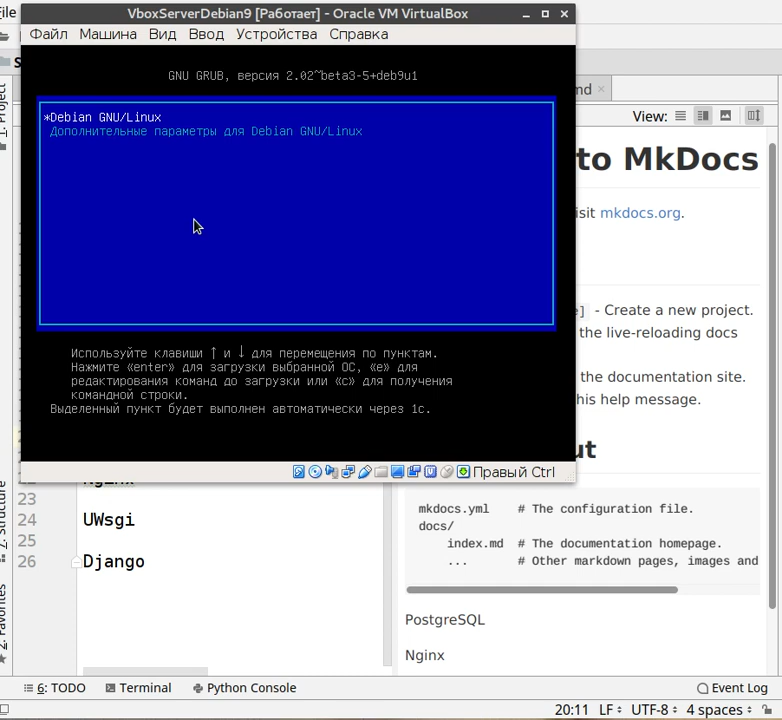 File
VboxServerDebian9 [Работает] - Oracle VM VirtualBox
Файл Машина Вид Ввод Устройства Справка
GNU GRUB, версия 2.02~beta3-5+deb9u1
*Debian GNU/Linux
Дополнительные параметры для Debian GNU/Linux
Используйте клавиши ↑ и ↓ для перемещения по пунктам.
Нажмите «enter» для загрузки выбранной ОС, «e» для
редактирования команд до загрузки или «c» для получения
командной строки.
Выделенный пункт будет выполнен автоматически через 1с.
Правый Ctrl
1: Project
md
View:
to MkDocs
isit mkdocs.org.
e] - Create a new project.
the live-reloading docs
the documentation site.
his help message.
ut
mkdocs.yml # The configuration file.
docs/
index.md # The documentation homepage.
... # Other markdown pages, images and
PostgreSQL
Nginx
Nginx
23
24 UWsgi
25
26 Django
Z: Structure
2: Favorites
6: TODO Terminal Python Console Event Log
20:11 LF UTF-8 4 spaces